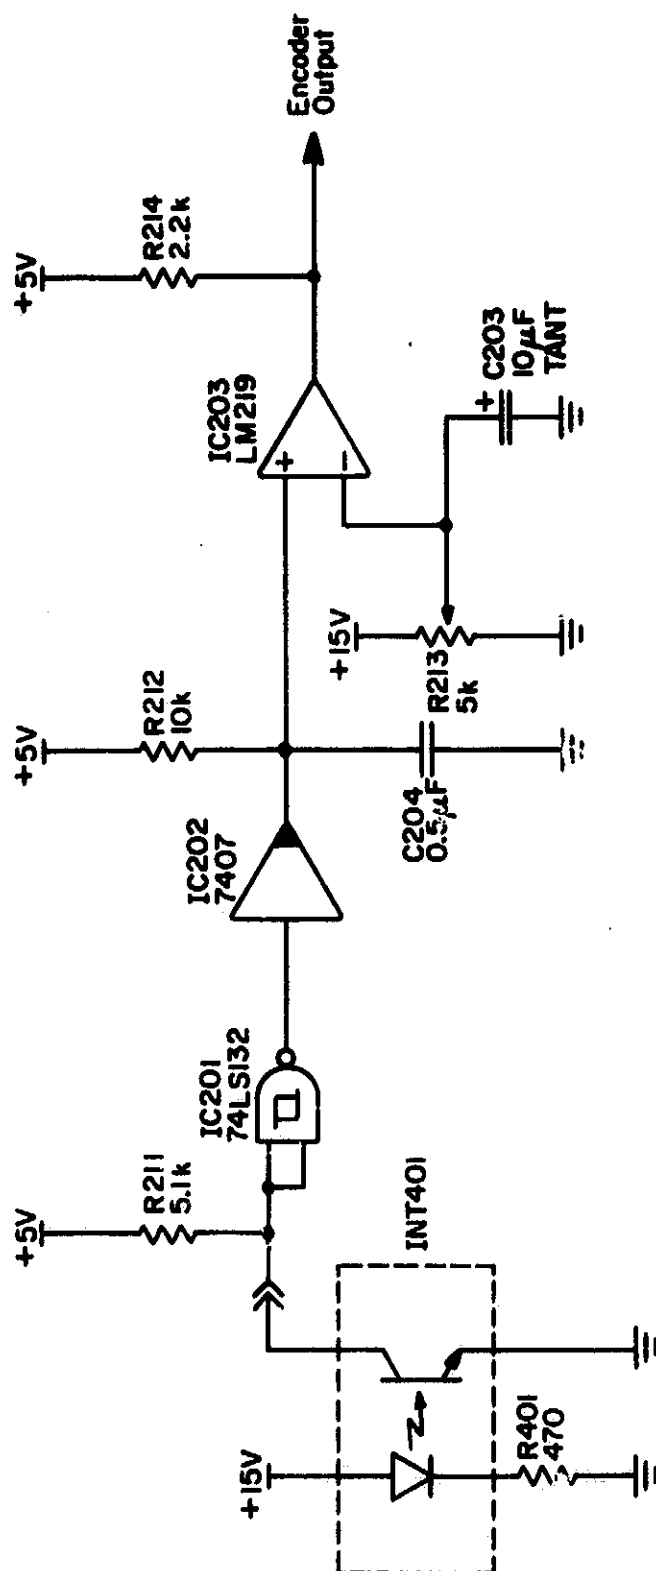 +5V
R211
5.1k
IC201
74LS132
IC202
7407
+5V
R212
10k
IC203
LM219
+
−
+5V
R214
2.2k
Encoder
Output
+15V
INT401
R401
470
C204
0.5μF
+15V
R213
5k
+
C203
10μF
TANT